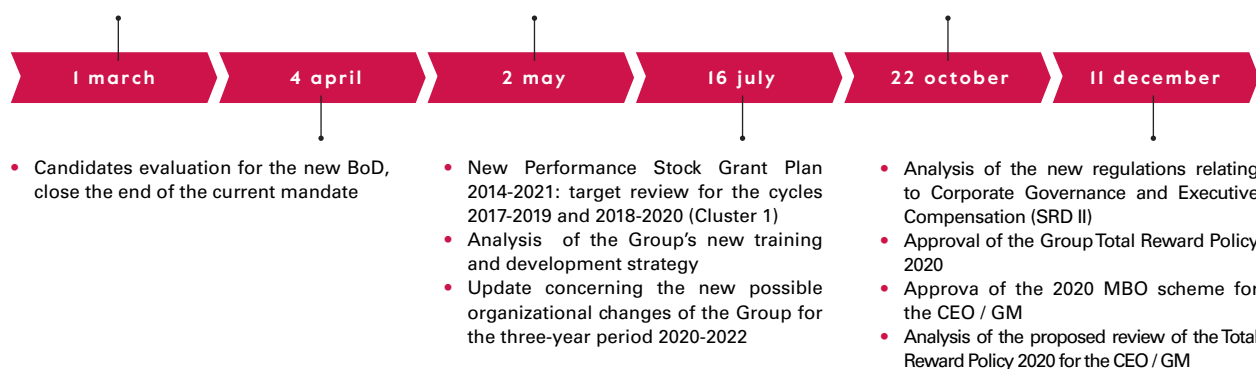 1 march
4 april
2 may
16 july
22 october
11 december
• Candidates evaluation for the new BoD,
close the end of the current mandate
• New Performance Stock Grant Plan
2014-2021: target review for the cycles
2017-2019 and 2018-2020 (Cluster 1)
• Analysis of the Group's new training
and development strategy
• Update concerning the new possible
organizational changes of the Group for
the three-year period 2020-2022
• Analysis of the new regulations relating
to Corporate Governance and Executive
Compensation (SRD II)
• Approval of the Group Total Reward Policy
2020
• Approva of the 2020 MBO scheme for
the CEO / GM
• Analysis of the proposed review of the Total
Reward Policy 2020 for the CEO / GM